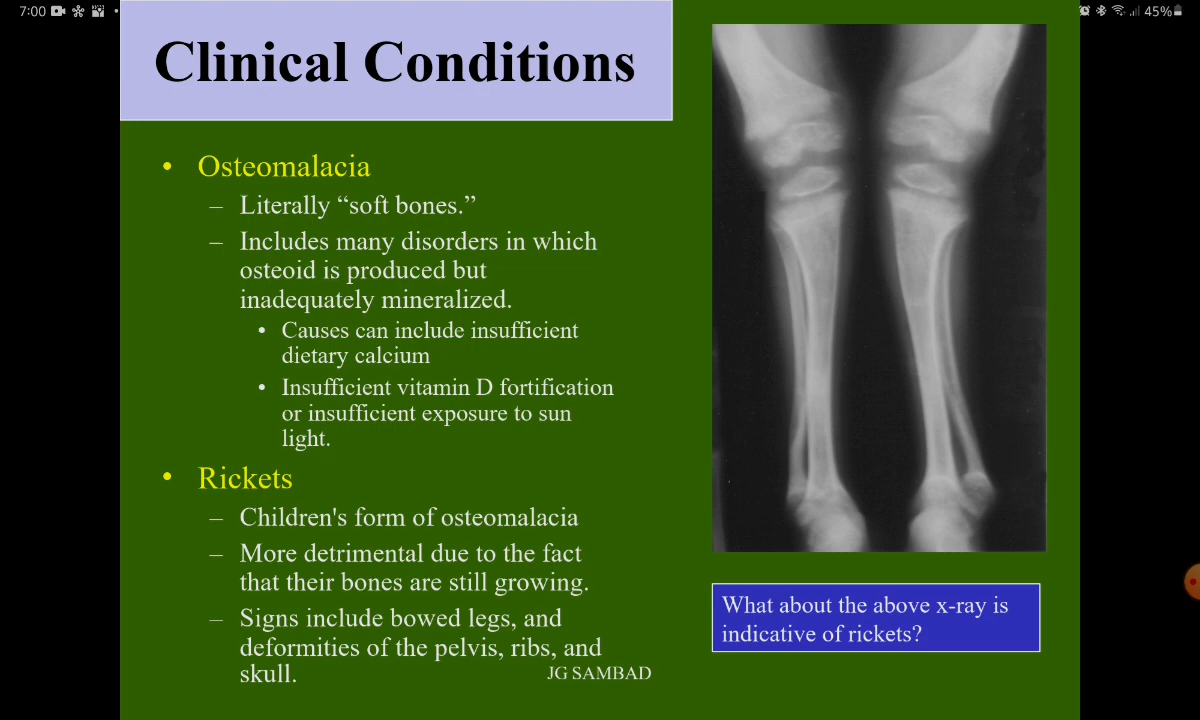 7:00
45%
Clinical Conditions
• Osteomalacia
– Literally “soft bones.”
– Includes many disorders in which
osteoid is produced but
inadequately mineralized.
• Causes can include insufficient
dietary calcium
• Insufficient vitamin D fortification
or insufficient exposure to sun
light.
• Rickets
– Children's form of osteomalacia
– More detrimental due to the fact
that their bones are still growing.
– Signs include bowed legs, and
deformities of the pelvis, ribs, and
skull.
JG SAMBAD
What about the above x-ray is
indicative of rickets?